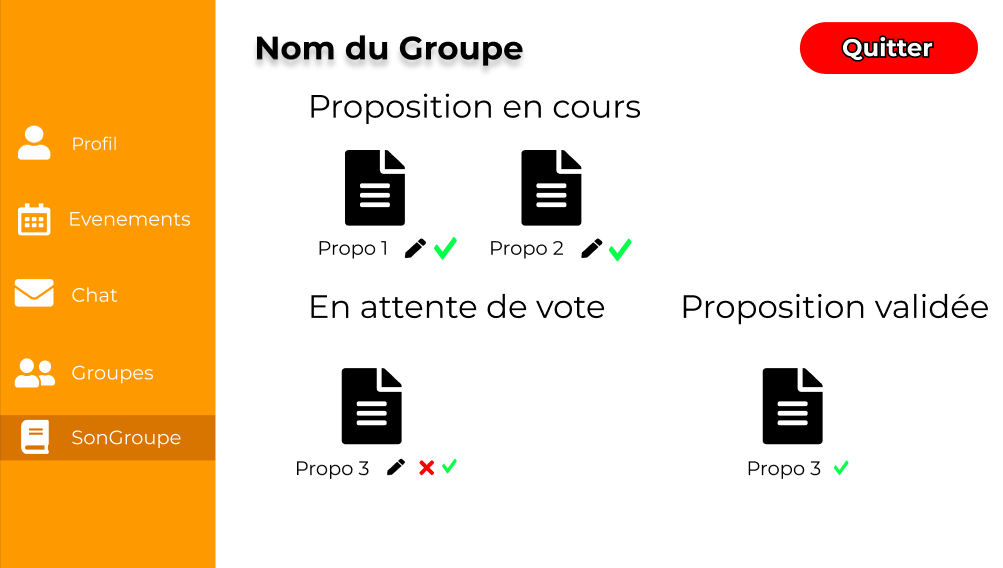 Nom du Groupe
Quitter
Profil
Evenements
Chat
Groupes
SonGroupe
Proposition en cours
Propo 1
Propo 2
En attente de vote
Proposition validée
Propo 3
Propo 3